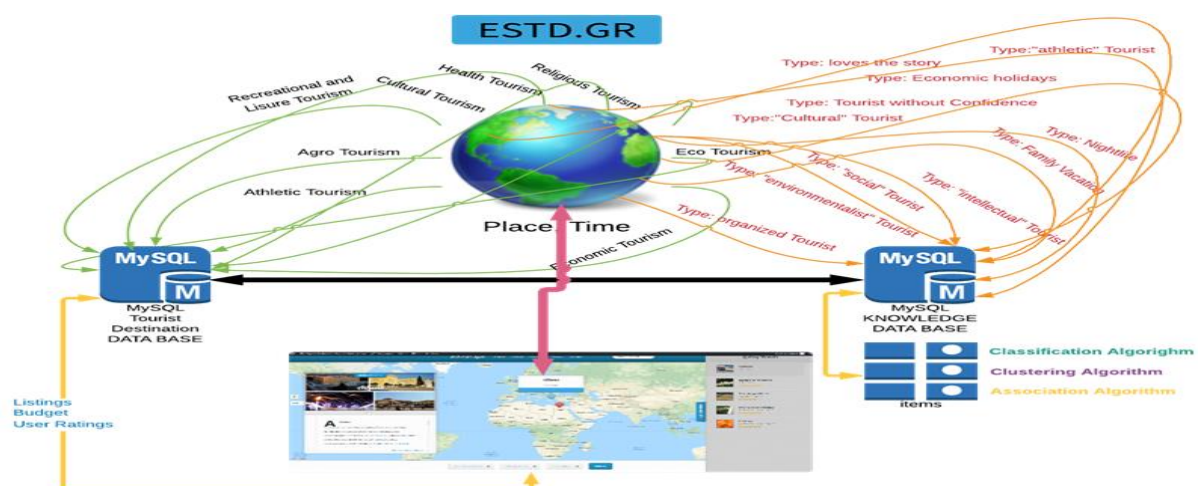 ESTD.GR
Recreational and
Lisure Tourism
Cultural Tourism
Health Tourism
Religious Tourism
Agro Tourism
Athletic Tourism
Eco Tourism
Economic Tourism
Place, Time
Type:"athletic" Tourist
Type: loves the story
Type: Economic holidays
Type: Tourist without Confidence
Type:"Cultural" Tourist
Type: Nightlife
Type: Family Vacation
Type: "social" Tourist
Type: "intellectual" Tourist
Type: "environmentalist" Tourist
Type: organized Tourist
MySQL
M
MySQL
Tourist
Destination
DATA BASE
MySQL
M
MySQL
KNOWLEDGE
DATA BASE
Classification Algorighm
Clustering Algorithm
Association Algorithm
items
Listings
Budget
User Ratings